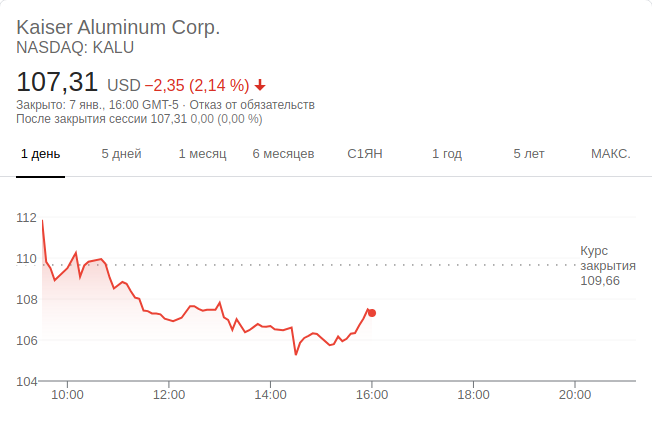 Kaiser Aluminum Corp.
NASDAQ: KALU
107,31 USD −2,35 (2,14 %)
Закрыто: 7 янв., 16:00 GMT-5 · Отказ от обязательств
После закрытия сессии 107,31 0,00 (0,00 %)
1 день 5 дней 1 месяц 6 месяцев С1ЯН 1 год 5 лет МАКС.
112
110
108
106
104
Курс
закрытия
109,66
10:00 12:00 14:00 16:00 18:00 20:00